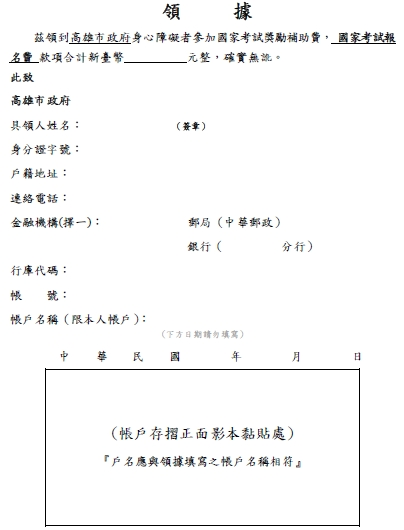 領　　據
茲領到高雄市政府身心障礙者參加國家考試獎勵補助費，國家考試報
名費 款項合計新臺幣＿＿＿＿＿元整，確實無訛。
此致
高雄市政府
具領人姓名：　　　　　　　（簽章）
身分證字號：
戶籍地址：
連絡電話：
金融機構(擇一)：　　　　　　郵局（中華郵政）
銀行（　　　　分行）
行庫代碼：
帳　　號：
帳戶名稱（限本人帳戶）：
（下方日期請勿填寫）
中　華　民　國　　　年　　　月　　　日
（帳戶存摺正面影本黏貼處）
『戶名應與領據填寫之帳戶名稱相符』